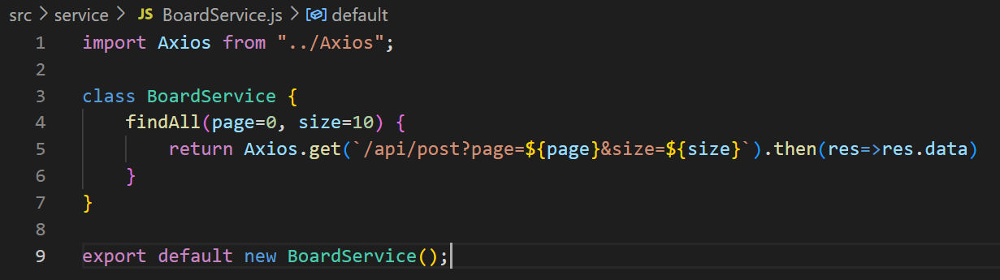 src > service > JS BoardService.js > default
1 import Axios from "../Axios";
2
3 class BoardService {
4     findAll(page=0, size=10) {
5         return Axios.get(`/api/post?page=${page}&size=${size}`).then(res=>res.data)
6     }
7 }
8
9 export default new BoardService();